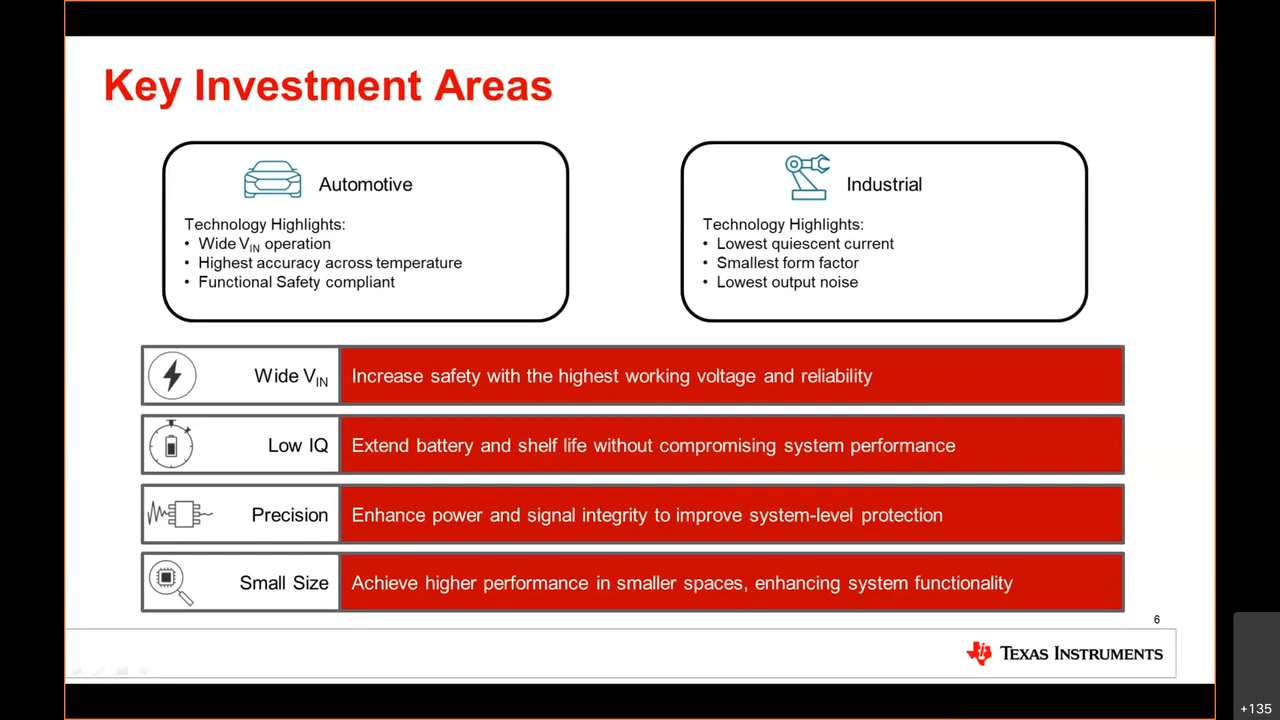 Key Investment Areas
Automotive
Technology Highlights:
• Wide VIN operation
• Highest accuracy across temperature
• Functional Safety compliant
Industrial
Technology Highlights:
• Lowest quiescent current
• Smallest form factor
• Lowest output noise
Wide VIN
Increase safety with the highest working voltage and reliability
Low IQ
Extend battery and shelf life without compromising system performance
Precision
Enhance power and signal integrity to improve system-level protection
Small Size
Achieve higher performance in smaller spaces, enhancing system functionality
6
TEXAS INSTRUMENTS
+135